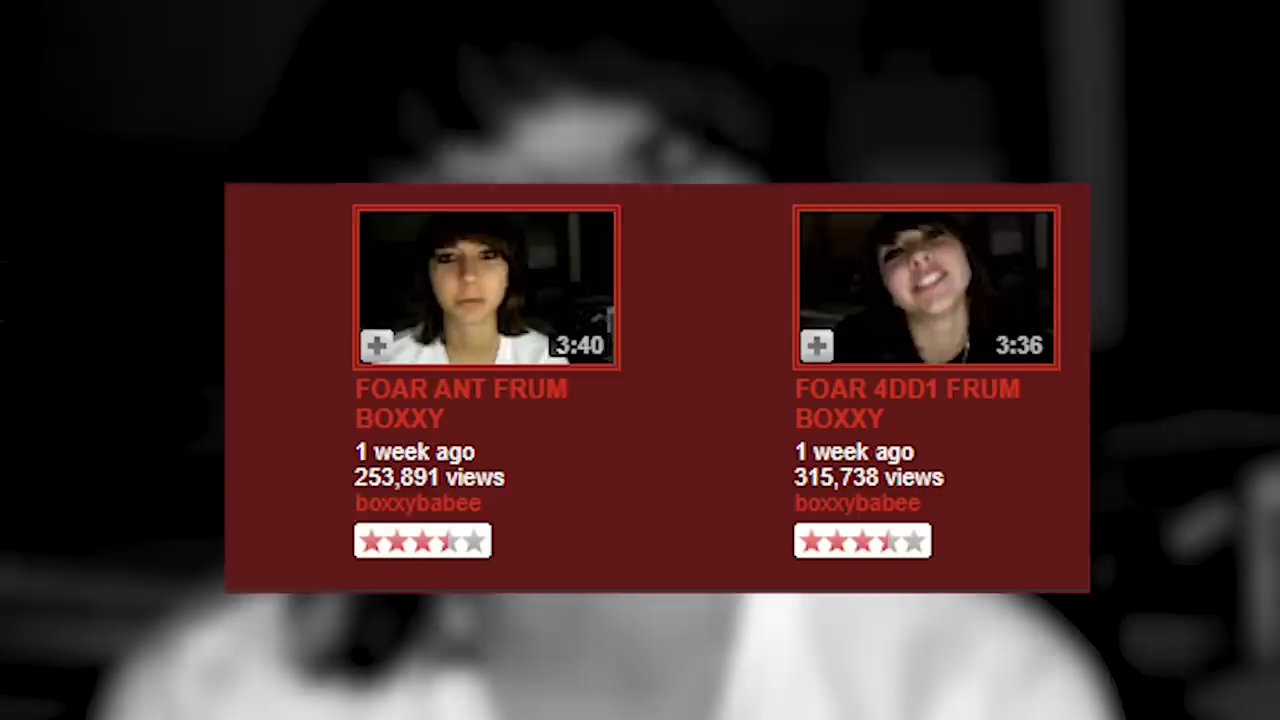 3:40
FOAR ANT FRUM
BOXXY
1 week ago
253,891 views
boxxybabee
3:36
FOAR 4DD1 FRUM
BOXXY
1 week ago
315,738 views
boxxybabee